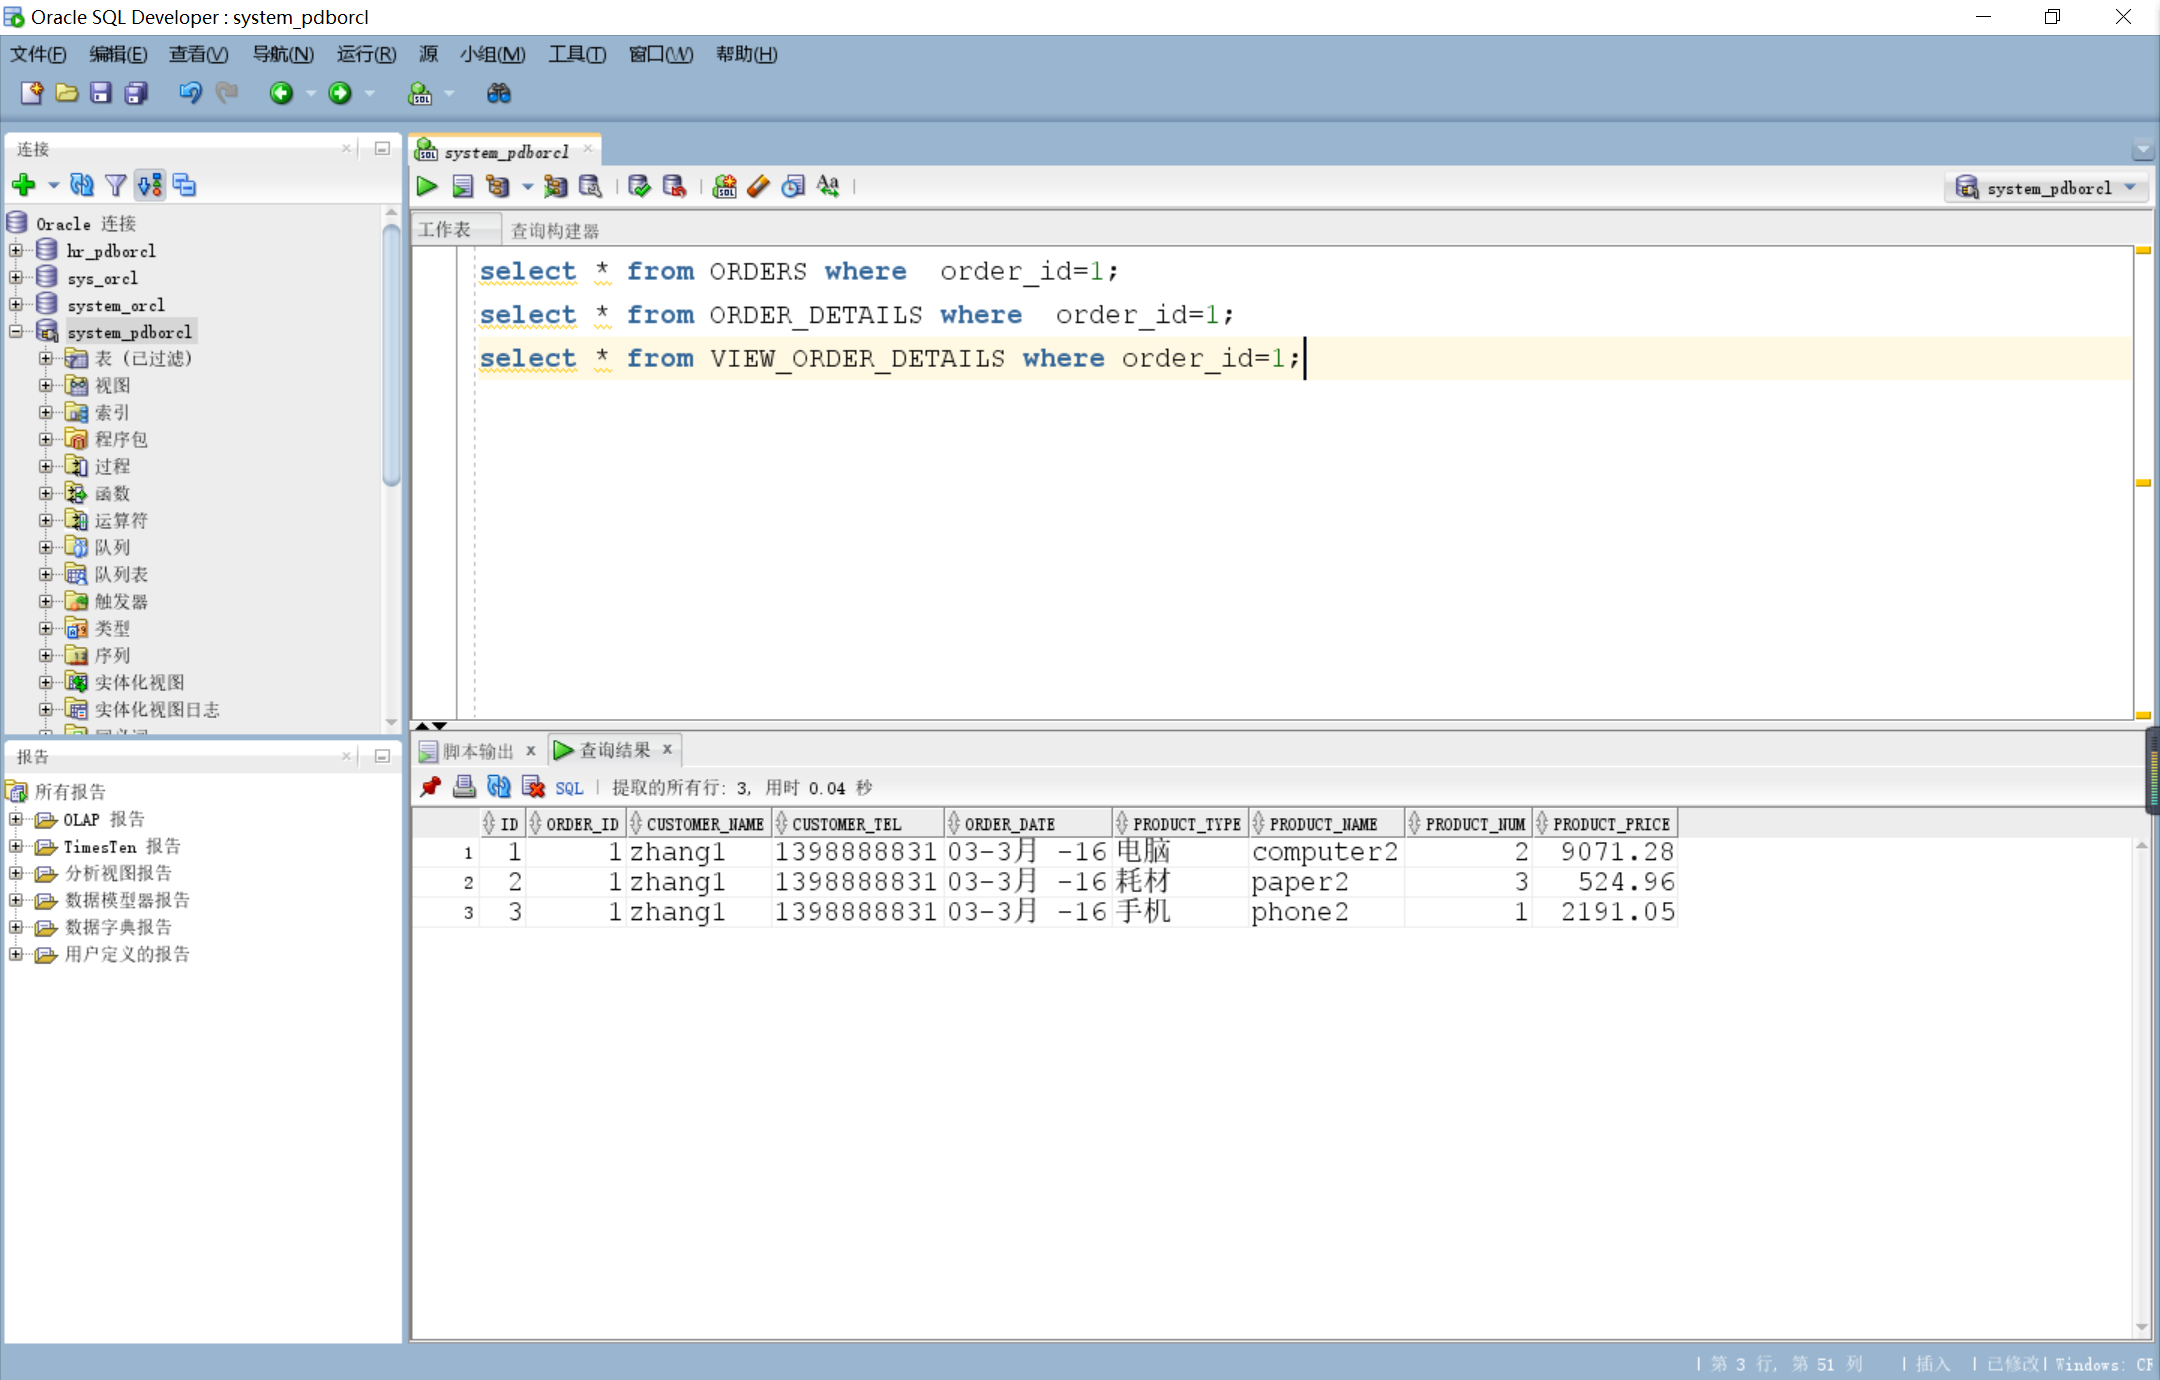 Oracle SQL Developer : system_pdborcl
文件(F) 编辑(E) 查看(V) 导航(N) 运行(R) 源 小组(M) 工具(T) 窗口(W) 帮助(H)
连接
Oracle 连接
hr_pdborcl
sys_orcl
system_orcl
system_pdborcl
表 (已过滤)
视图
索引
程序包
过程
函数
运算符
队列
队列表
触发器
类型
序列
实体化视图
实体化视图日志
报告
所有报告
OLAP 报告
TimesTen 报告
分析视图报告
数据模型器报告
数据字典报告
用户定义的报告
system_pdborcl
system_pdborcl
工作表 查询构建器
select * from ORDERS where  order_id=1;
select * from ORDER_DETAILS where  order_id=1;
select * from VIEW_ORDER_DETAILS where order_id=1;
脚本输出 x 查询结果 x
SQL | 提取的所有行: 3, 用时 0.04 秒
ID ORDER_ID CUSTOMER_NAME CUSTOMER_TEL ORDER_DATE PRODUCT_TYPE PRODUCT_NAME PRODUCT_NUM PRODUCT_PRICE
1 1 1 zhang1 1398888831 03-3月 -16 电脑 computer2 2 9071.28
2 2 1 zhang1 1398888831 03-3月 -16 耗材 paper2 3 524.96
3 3 1 zhang1 1398888831 03-3月 -16 手机 phone2 1 2191.05
| 第 3 行, 第 51 列 | 插入 | 已修改| Windows: CR